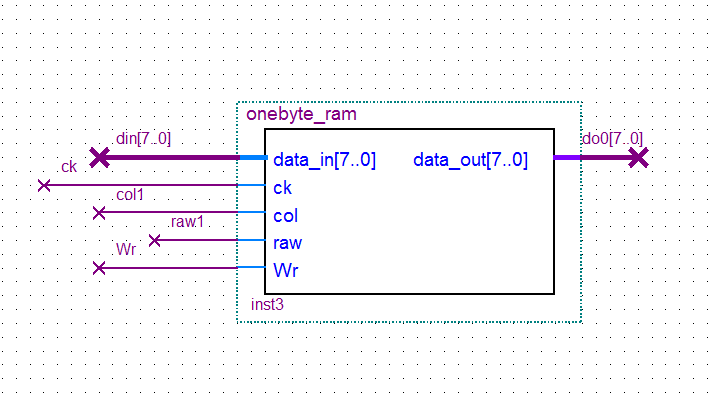 onebyte_ram
din[7..0]
do0[7..0]
data_in[7..0]
data_out[7..0]
ck
ck
col1
col
raw1
raw
Wr
Wr
inst3